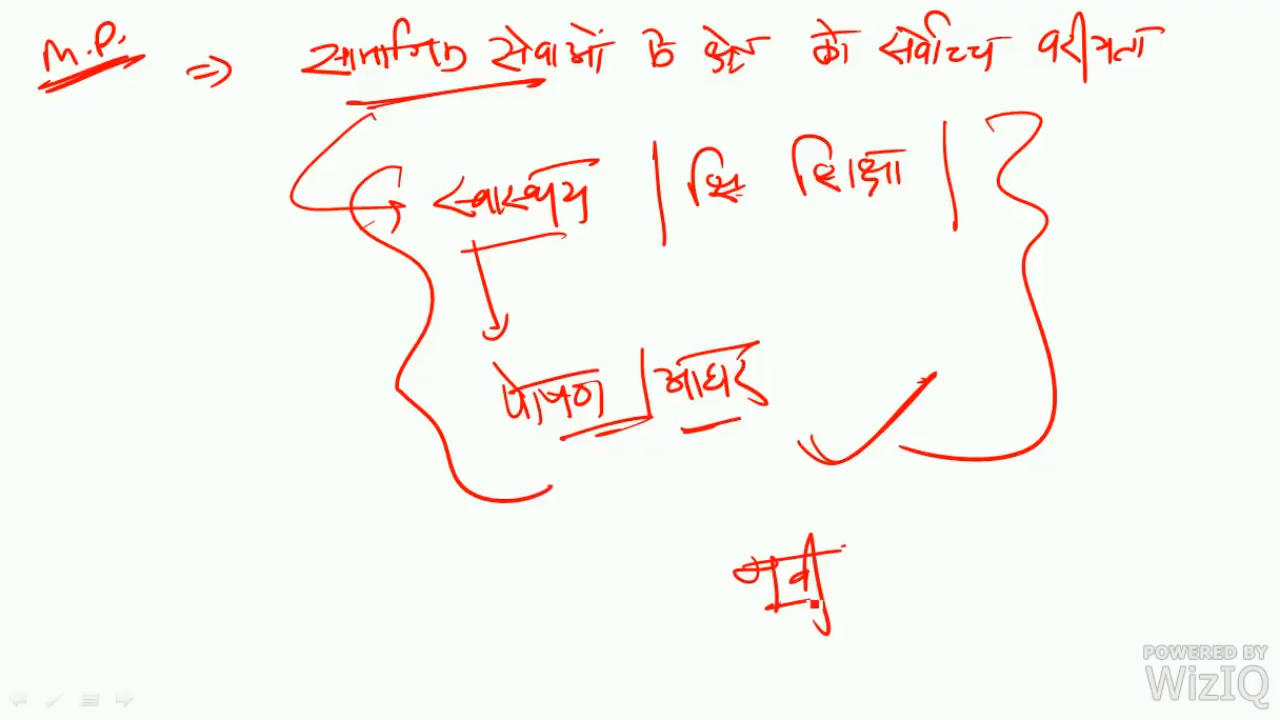 M.P. ⇒ सामाजिक सेवाओं के क्षेत्र को सर्वोच्च वरीयता
स्वास्थ्य | शिक्षा |
पोषण | आधार
POWERED BY
WizIQ